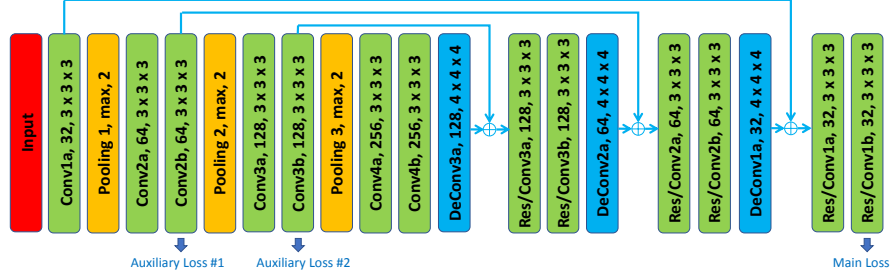 Input
Conv1a, 32, 3 x 3 x 3
Pooling 1, max, 2
Conv2a, 64, 3 x 3 x 3
Conv2b, 64, 3 x 3 x 3
Pooling 2, max, 2
Conv3a, 128, 3 x 3 x 3
Conv3b, 128, 3 x 3 x 3
Pooling 3, max, 2
Conv4a, 256, 3 x 3 x 3
Conv4b, 256, 3 x 3 x 3
DeConv3a, 128, 4 x 4 x 4
Res/Conv3a, 128, 3 x 3 x 3
Res/Conv3b, 128, 3 x 3 x 3
DeConv2a, 64, 4 x 4 x 4
Res/Conv2a, 64, 3 x 3 x 3
Res/Conv2b, 64, 3 x 3 x 3
DeConv1a, 32, 4 x 4 x 4
Res/Conv1a, 32, 3 x 3 x 3
Res/Conv1b, 32, 3 x 3 x 3
Auxiliary Loss #1
Auxiliary Loss #2
Main Loss